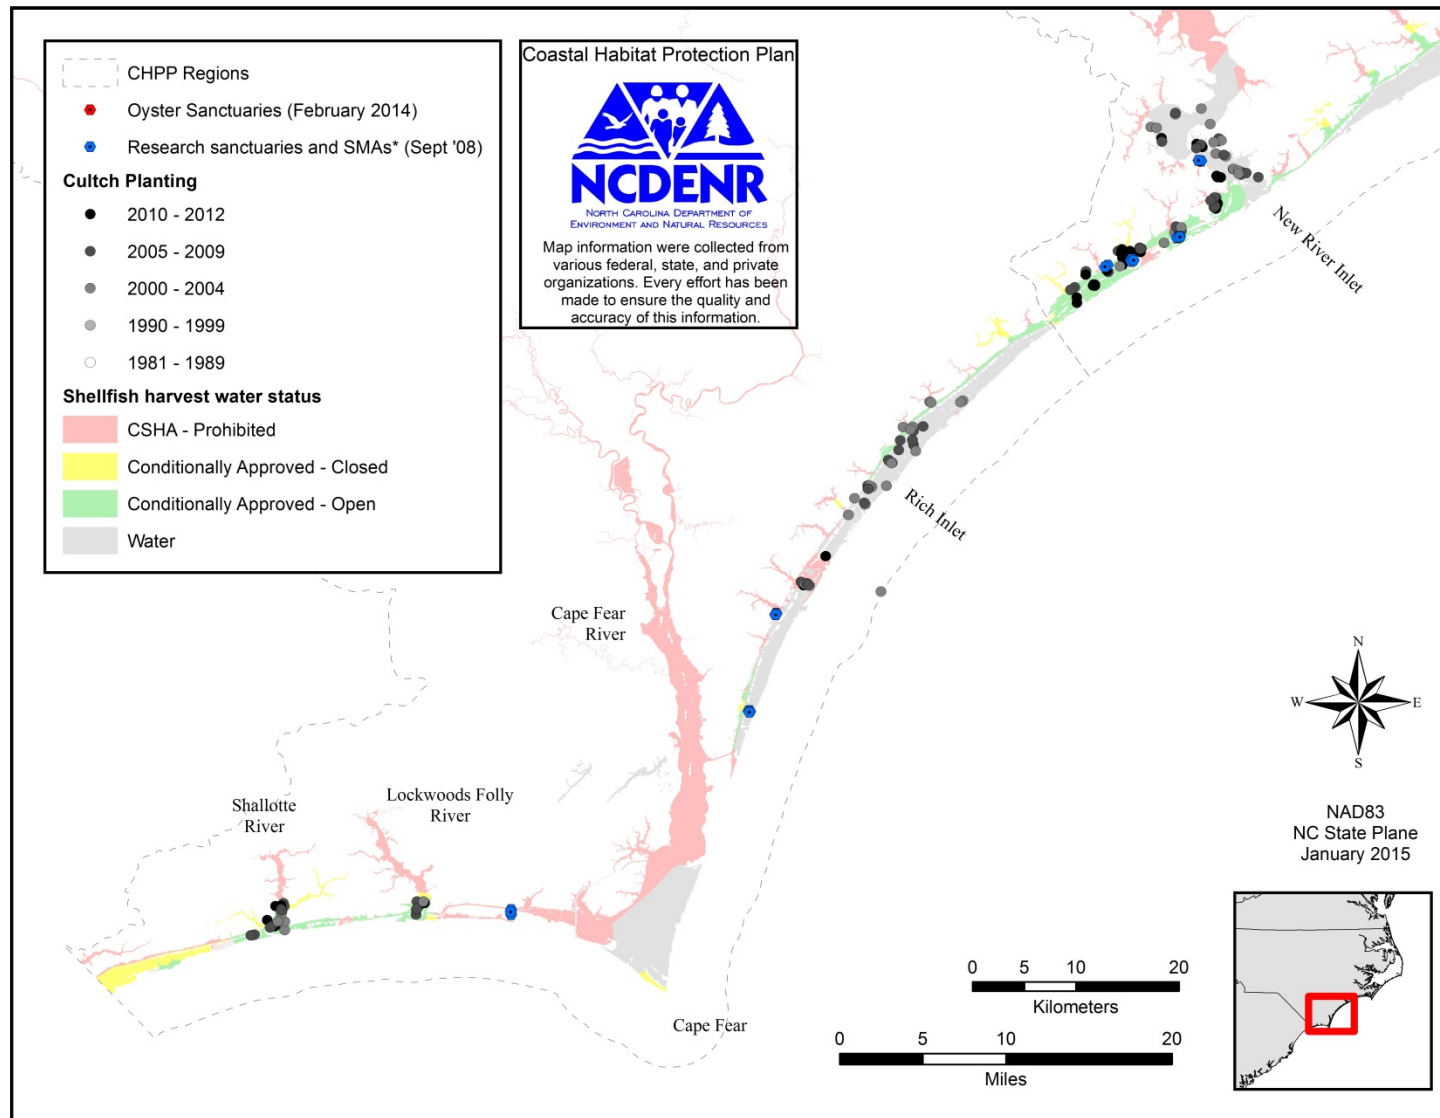 CHPP Regions
Oyster Sanctuaries (February 2014)
Research sanctuaries and SMAs* (Sept '08)
Cultch Planting
2010 - 2012
2005 - 2009
2000 - 2004
1990 - 1999
1981 - 1989
Shellfish harvest water status
CSHA - Prohibited
Conditionally Approved - Closed
Conditionally Approved - Open
Water
Coastal Habitat Protection Plan
NCDENR
NORTH CAROLINA DEPARTMENT OF
ENVIRONMENT AND NATURAL RESOURCES
Map information were collected from
various federal, state, and private
organizations. Every effort has been
made to ensure the quality and
accuracy of this information.
New River Inlet
Rich Inlet
Cape Fear
River
Lockwoods Folly
River
Shallotte
River
Cape Fear
N
W
E
S
NAD83
NC State Plane
January 2015
0 5 10 20
Kilometers
0 5 10 20
Miles